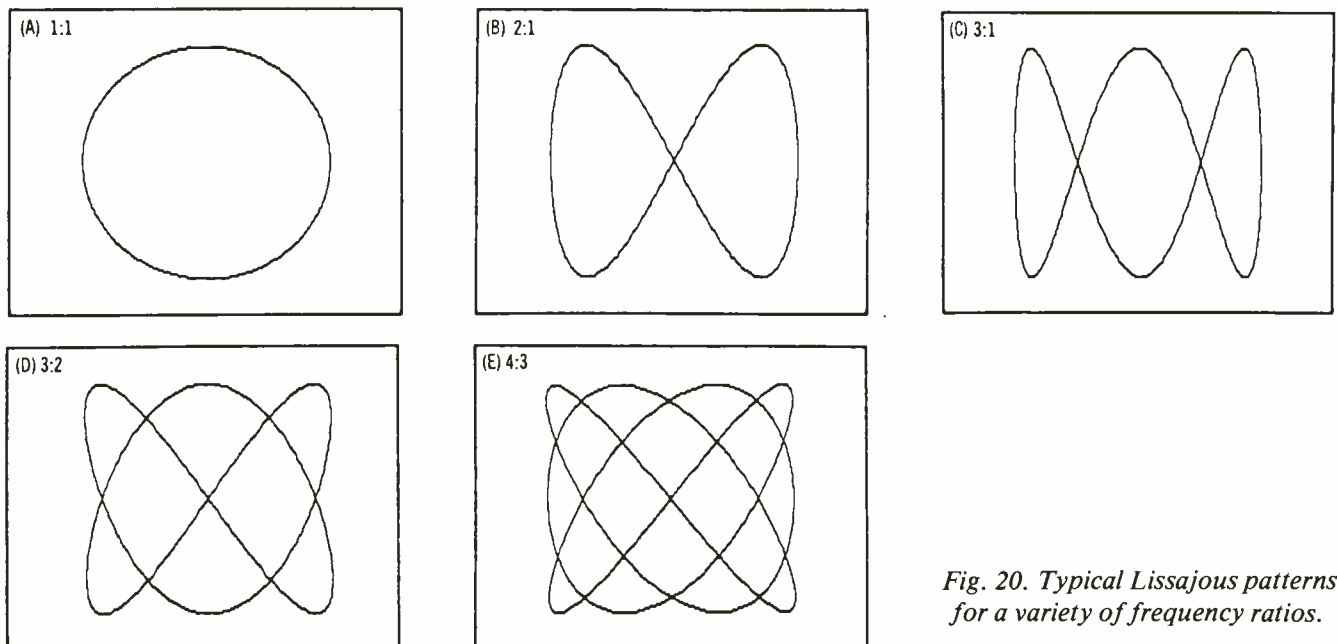 (A) 1:1
(B) 2:1
(C) 3:1
(D) 3:2
(E) 4:3
Fig. 20. Typical Lissajous patterns
for a variety of frequency ratios.